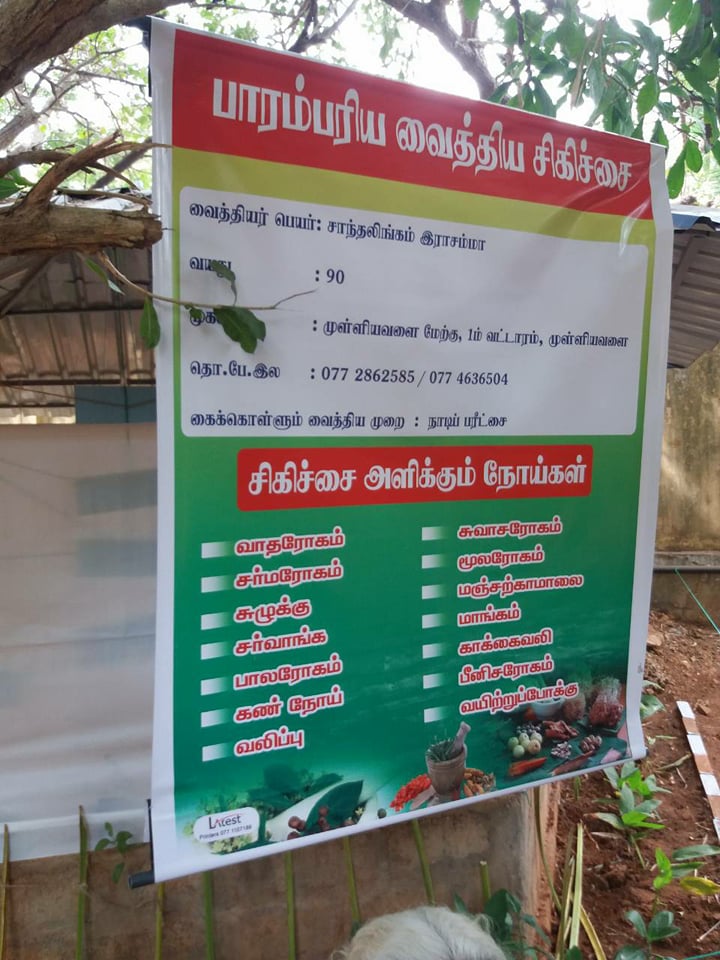 பாரம்பரிய வைத்திய சிகிச்சை
வைத்தியர் பெயர்: சாந்தலிங்கம் இராசம்மா
வயது : 90
: முள்ளியவளை மேற்கு, 1ம் வட்டாரம், முள்ளியவளை
தொ.பே.இல : 077 2862585 / 077 4636504
கைக்கொள்ளும் வைத்திய முறை : நாடிப் பரீட்சை
சிகிச்சை அளிக்கும் நோய்கள்
வாதரோகம்
சர்மரோகம்
சுழுக்கு
சர்வாங்க
பாலரோகம்
கண் நோய்
வலிப்பு
சுவாசரோகம்
மூலரோகம்
மஞ்சற்காமாலை
மாங்கம்
காக்கைவலி
பீனிசரோகம்
வயிற்றுப்போக்கு
Latest